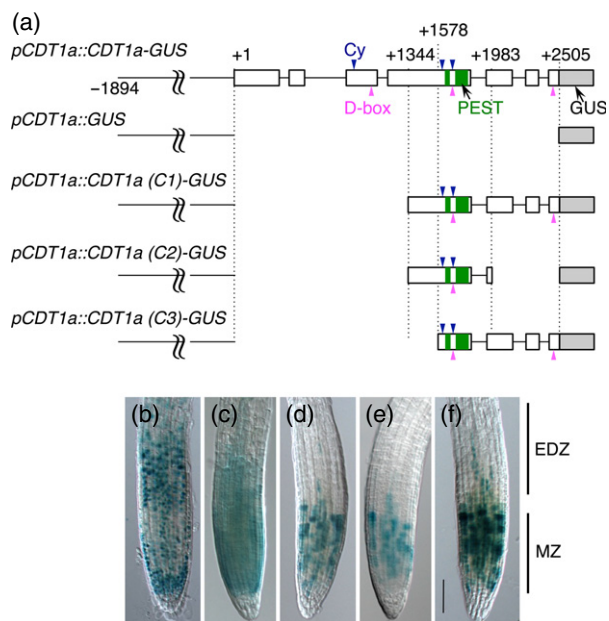 (a)
+1578
pCDT1a::CDT1a-GUS +1 Cy +1344 +1983 +2505
−1894
D-box PEST GUS
pCDT1a::GUS
pCDT1a::CDT1a (C1)-GUS
pCDT1a::CDT1a (C2)-GUS
pCDT1a::CDT1a (C3)-GUS
(b) (c) (d) (e) (f)
EDZ
MZ